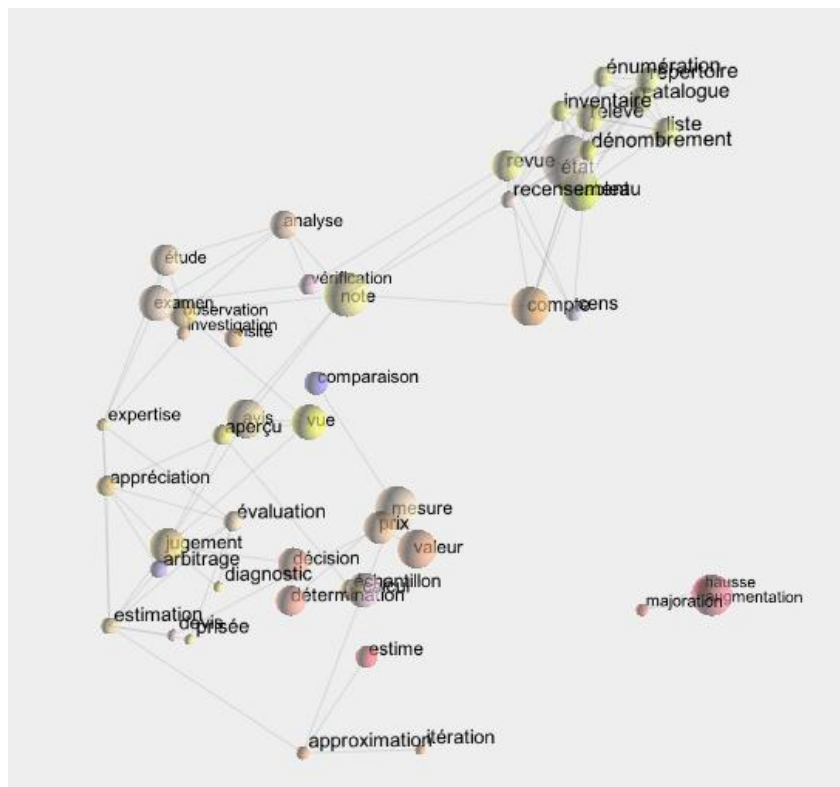 énumération
répertoire
catalogue
inventaire
relevé
liste
dénombrement
revue
état
recensement
analyse
étude
vérification
note
examen
observation
investigation
visite
compte
cens
comparaison
expertise
avis
aperçu
vue
appréciation
évaluation
mesure
prix
jugement
valeur
arbitrage
décision
diagnostic
échantillon
calcul
détermination
hausse
augmentation
majoration
estimation
devis
prisée
estime
approximation
itération